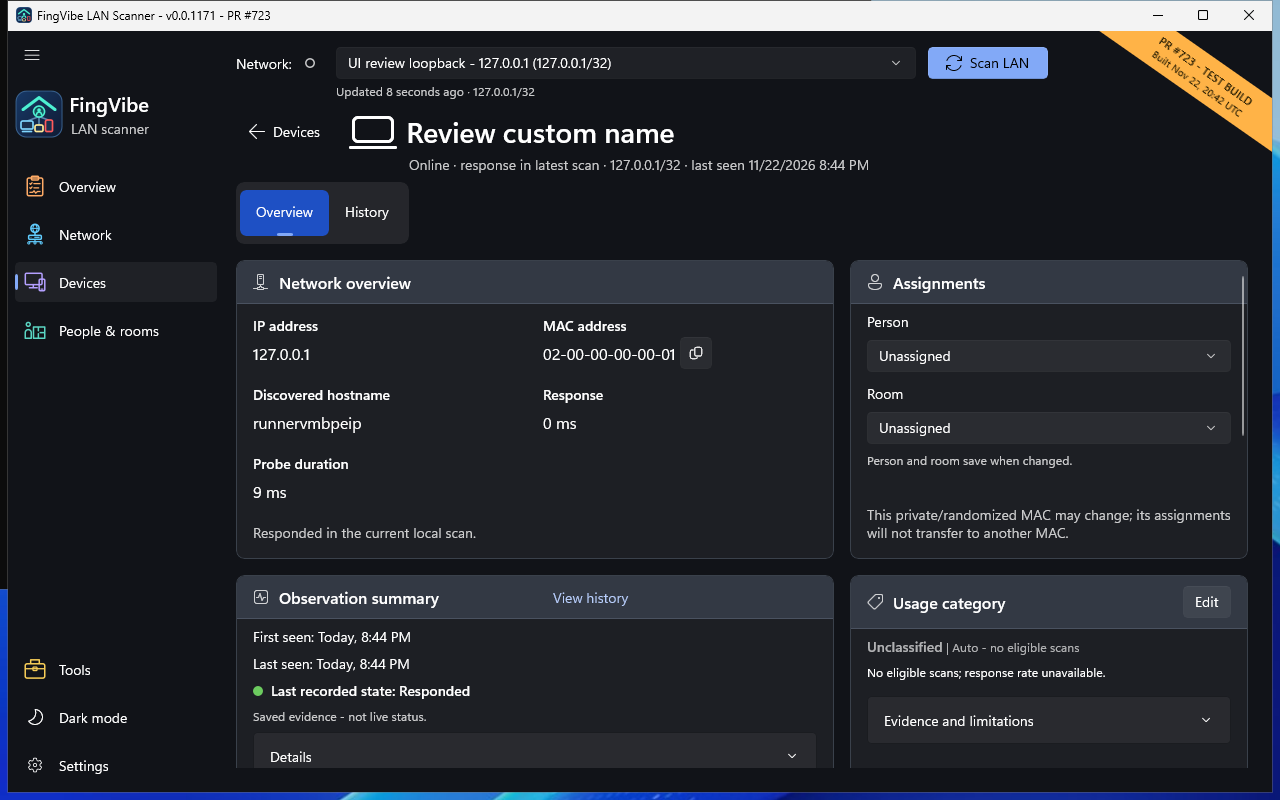 FingVibe LAN Scanner - v0.0.1171 - PR #723
Network:
UI review loopback - 127.0.0.1 (127.0.0.1/32)
Scan LAN
Updated 8 seconds ago · 127.0.0.1/32
PR #723 - TEST BUILD
Built Nov 22, 20:42 UTC
FingVibe
LAN scanner
Devices
Review custom name
Online · response in latest scan · 127.0.0.1/32 · last seen 11/22/2026 8:44 PM
Overview
Network
Devices
People & rooms
Tools
Dark mode
Settings
Overview
History
Network overview
IP address
127.0.0.1
MAC address
02-00-00-00-00-01
Discovered hostname
runnervmbpeip
Response
0 ms
Probe duration
9 ms
Responded in the current local scan.
Assignments
Person
Unassigned
Room
Unassigned
Person and room save when changed.
This private/randomized MAC may change; its assignments
will not transfer to another MAC.
Observation summary
View history
First seen: Today, 8:44 PM
Last seen: Today, 8:44 PM
Last recorded state: Responded
Saved evidence - not live status.
Details
Usage category
Edit
Unclassified | Auto - no eligible scans
No eligible scans; response rate unavailable.
Evidence and limitations